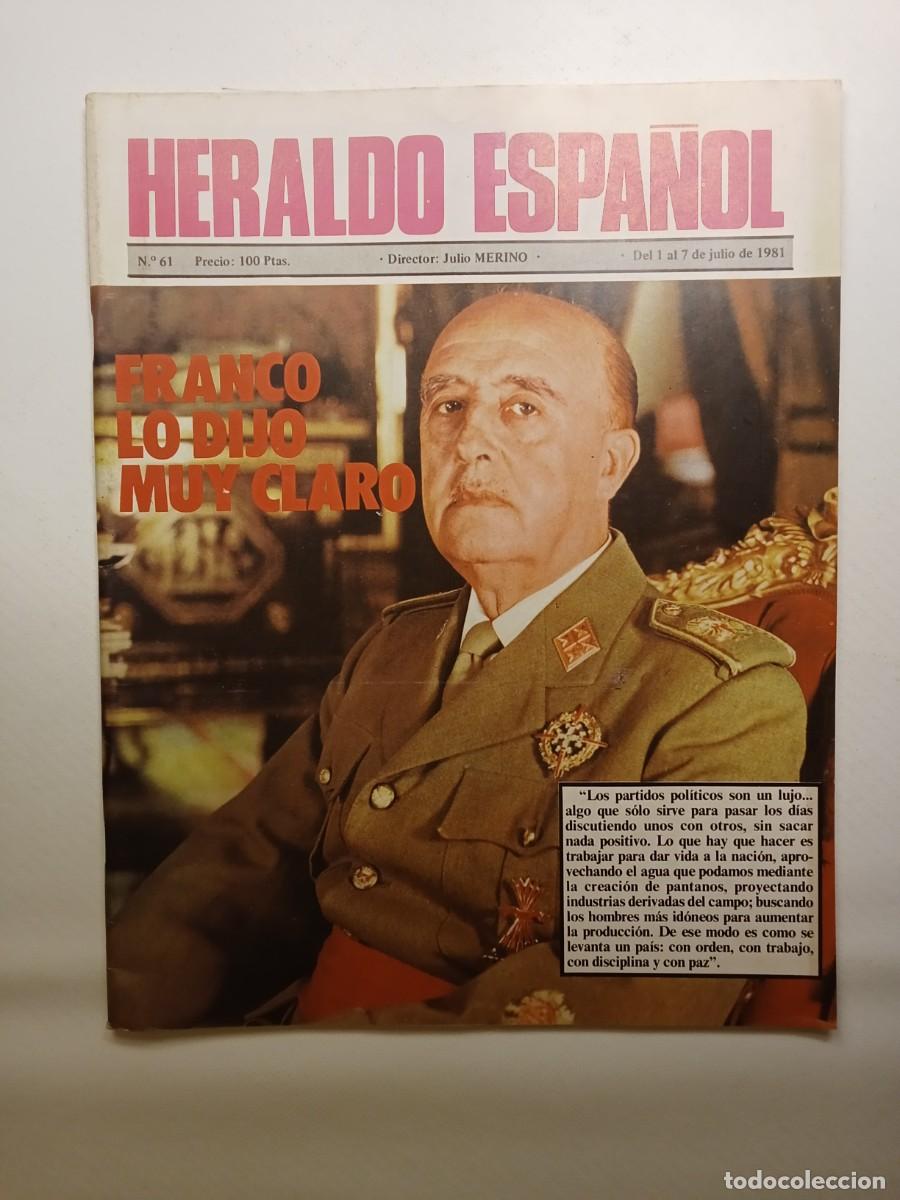 HERALDO ESPAÑOL
N.º 61 Precio: 100 Ptas. · Director: Julio MERINO · · Del 1 al 7 de julio de 1981
FRANCO
LO DIJO
MUY CLARO
“Los partidos políticos son un lujo...
algo que sólo sirve para pasar los días
discutiendo unos con otros, sin sacar
nada positivo. Lo que hay que hacer es
trabajar para dar vida a la nación, apro-
vechando el agua que podamos mediante
la creación de pantanos, proyectando
industrias derivadas del campo; buscando
los hombres más idóneos para aumentar
la producción. De ese modo es como se
levanta un país: con orden, con trabajo,
con disciplina y con paz”.
todocoleccion